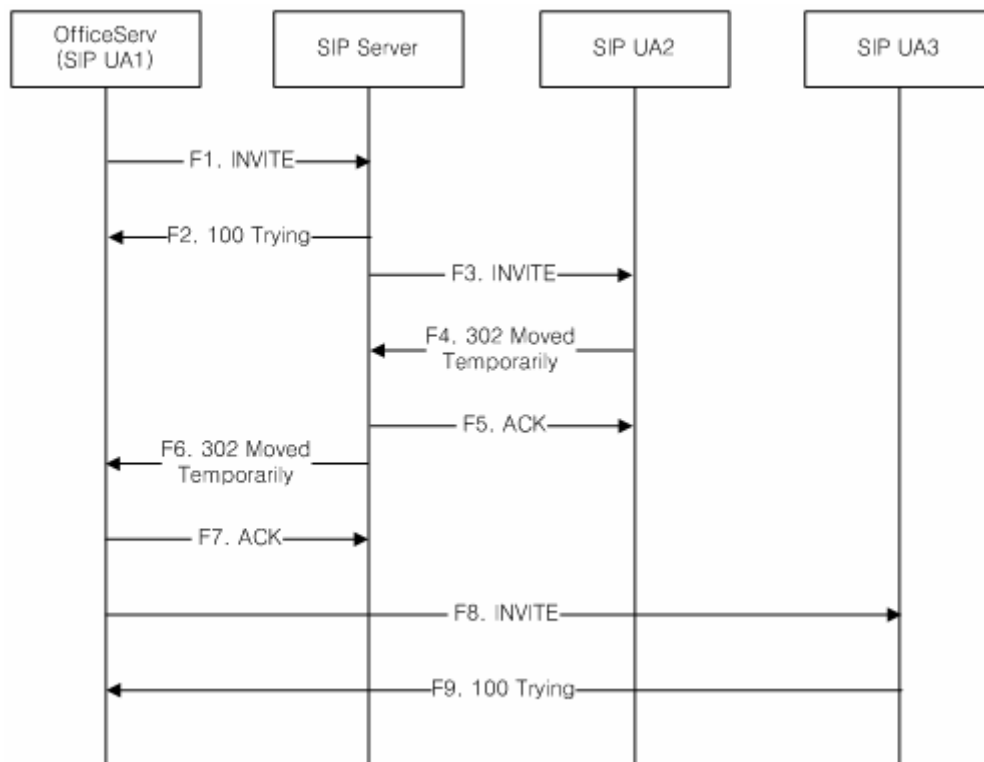 OfficeServ
(SIP UA1)
SIP Server
SIP UA2
SIP UA3
F1. INVITE
F2. 100 Trying
F3. INVITE
F4. 302 Moved
Temporarily
F5. ACK
F6. 302 Moved
Temporarily
F7. ACK
F8. INVITE
F9. 100 Trying